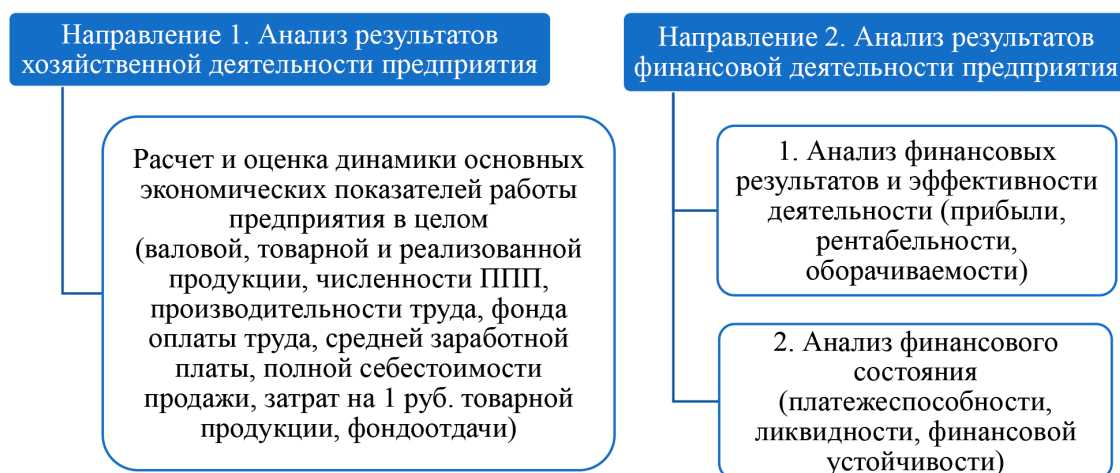 Направление 1. Анализ результатов
хозяйственной деятельности предприятия
Расчет и оценка динамики основных
экономических показателей работы
предприятия в целом
(валовой, товарной и реализованной
продукции, численности ППП,
производительности труда, фонда
оплаты труда, средней заработной
платы, полной себестоимости
продажи, затрат на 1 руб. товарной
продукции, фондоотдачи)
Направление 2. Анализ результатов
финансовой деятельности предприятия
1. Анализ финансовых
результатов и эффективности
деятельности (прибыли,
рентабельности,
оборачиваемости)
2. Анализ финансового
состояния
(платежеспособности,
ликвидности, финансовой
устойчивости)